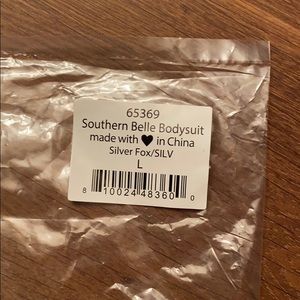 65369
Southern Belle Bodysuit
made with ♥ in China
Silver Fox/SILV
L
8 10024 48360 0